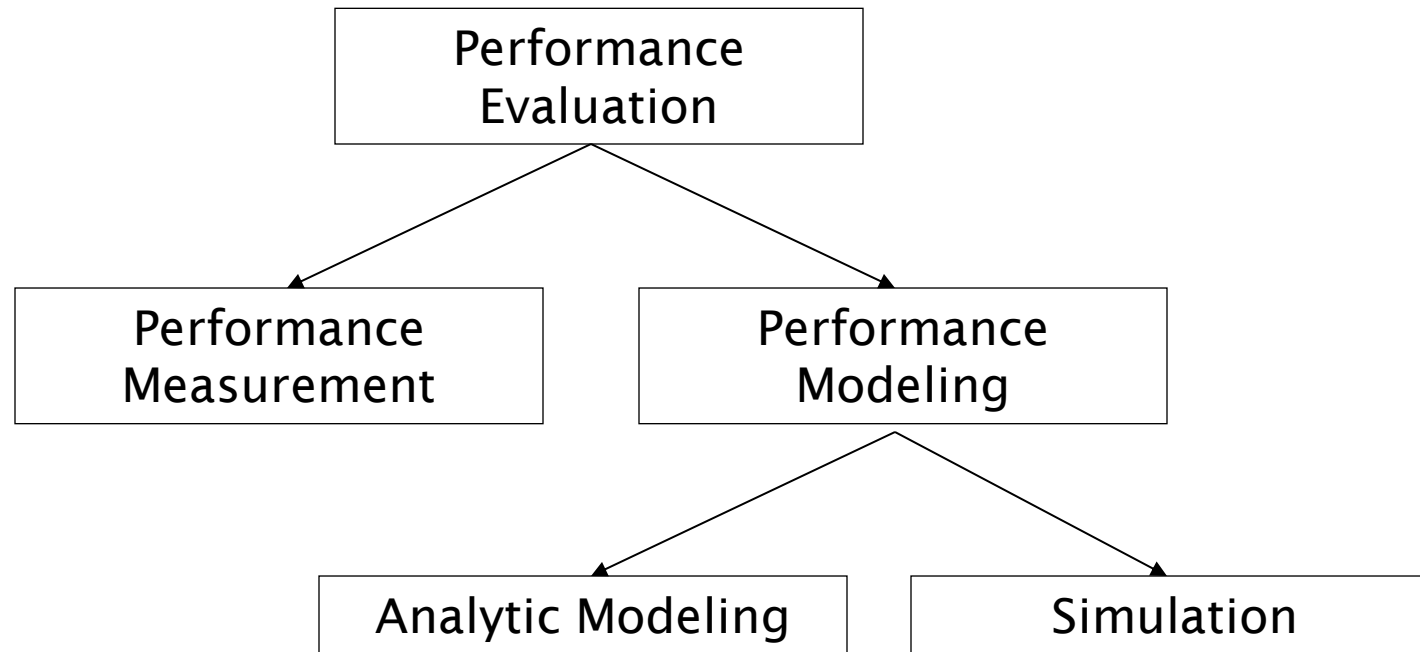 Performance
Evaluation
Performance
Measurement
Performance
Modeling
Analytic Modeling
Simulation